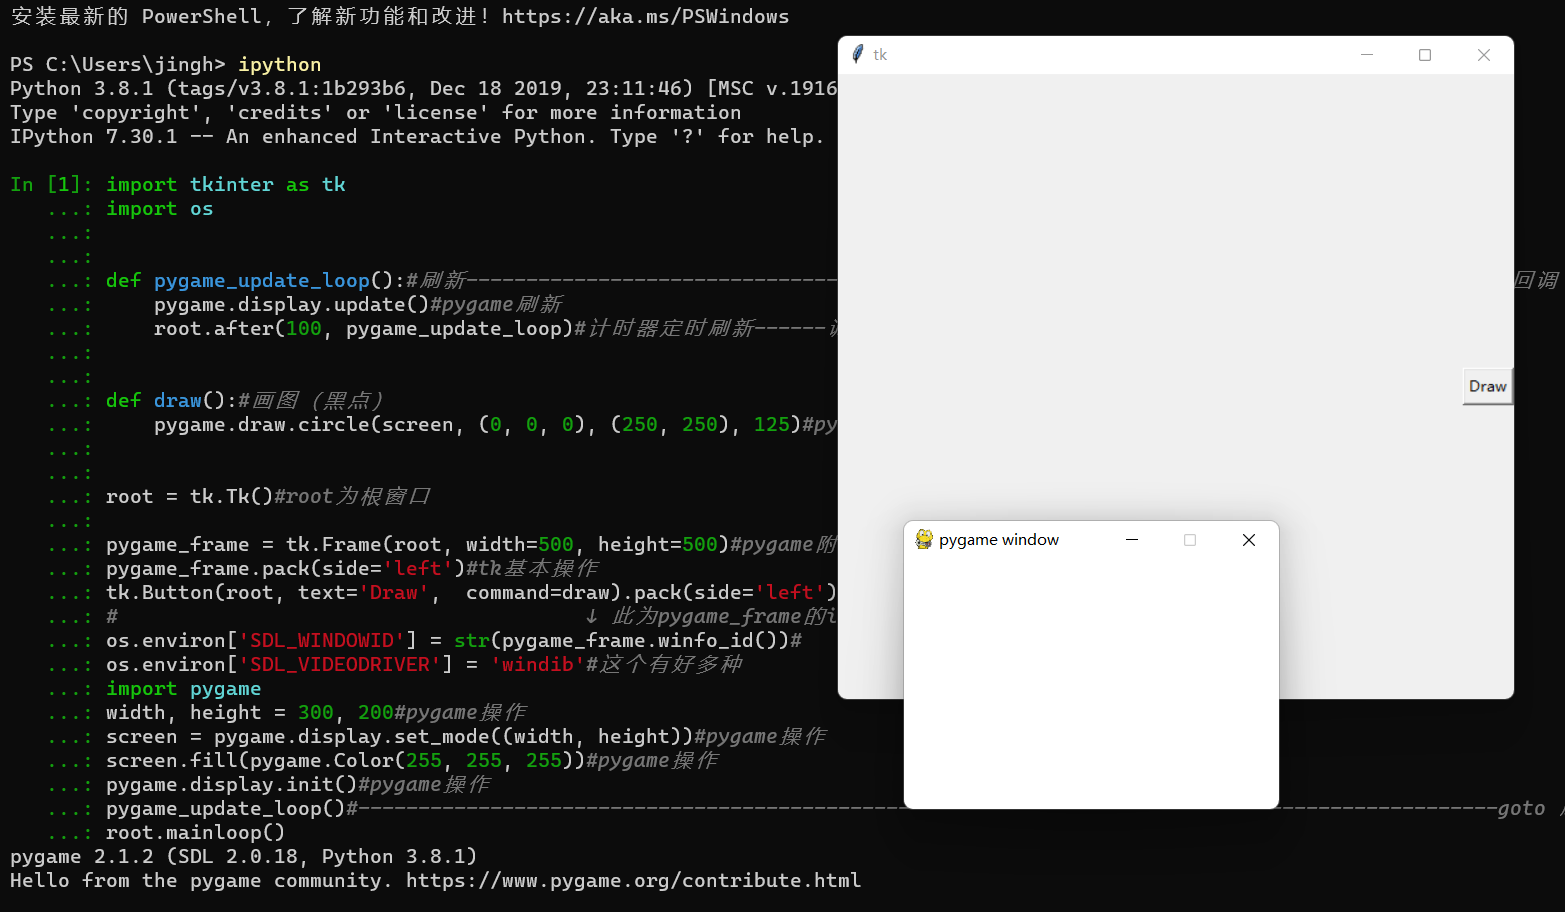 安装最新的 PowerShell，了解新功能和改进！https://aka.ms/PSWindows
PS C:\Users\jingh> ipython
Python 3.8.1 (tags/v3.8.1:1b293b6, Dec 18 2019, 23:11:46) [MSC v.1916
Type 'copyright', 'credits' or 'license' for more information
IPython 7.30.1 -- An enhanced Interactive Python. Type '?' for help.
In [1]: import tkinter as tk
   ...: import os
   ...:
   ...:
   ...: def pygame_update_loop():#刷新------------------------------- 回调
   ...:     pygame.display.update()#pygame刷新
   ...:     root.after(100, pygame_update_loop)#计时器定时刷新------
   ...:
   ...:
   ...: def draw():#画图（黑点）
   ...:     pygame.draw.circle(screen, (0, 0, 0), (250, 250), 125)#py
   ...:
   ...:
   ...: root = tk.Tk()#root为根窗口
   ...:
   ...: pygame_frame = tk.Frame(root, width=500, height=500)#pygame附
   ...: pygame_frame.pack(side='left')#tk基本操作
   ...: tk.Button(root, text='Draw',  command=draw).pack(side='left')
   ...: #                                       ↓ 此为pygame_frame的i
   ...: os.environ['SDL_WINDOWID'] = str(pygame_frame.winfo_id())#
   ...: os.environ['SDL_VIDEODRIVER'] = 'windib'#这个有好多种
   ...: import pygame
   ...: width, height = 300, 200#pygame操作
   ...: screen = pygame.display.set_mode((width, height))#pygame操作
   ...: screen.fill(pygame.Color(255, 255, 255))#pygame操作
   ...: pygame.display.init()#pygame操作
   ...: pygame_update_loop()#-----------------------------------------------------------------------------------------------goto /
   ...: root.mainloop()
pygame 2.1.2 (SDL 2.0.18, Python 3.8.1)
Hello from the pygame community. https://www.pygame.org/contribute.html
tk
Draw
pygame window